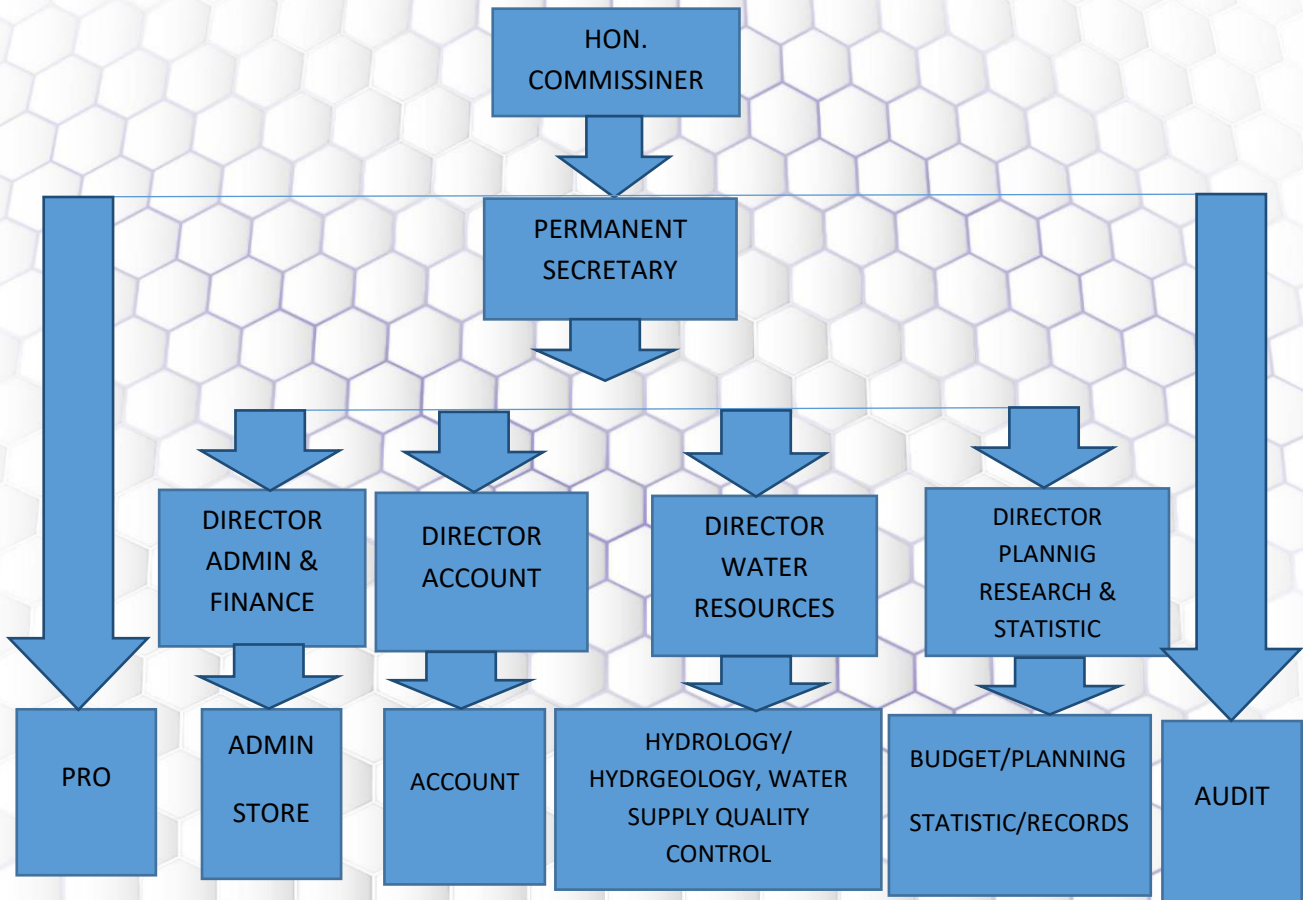 HON.
COMMISSINER
PERMANENT
SECRETARY
DIRECTOR
ADMIN &
FINANCE
DIRECTOR
ACCOUNT
DIRECTOR
WATER
RESOURCES
DIRECTOR
PLANNIG
RESEARCH &
STATISTIC
PRO
ADMIN
STORE
ACCOUNT
HYDROLOGY/
HYDRGEOLOGY, WATER
SUPPLY QUALITY
CONTROL
BUDGET/PLANNING
STATISTIC/RECORDS
AUDIT